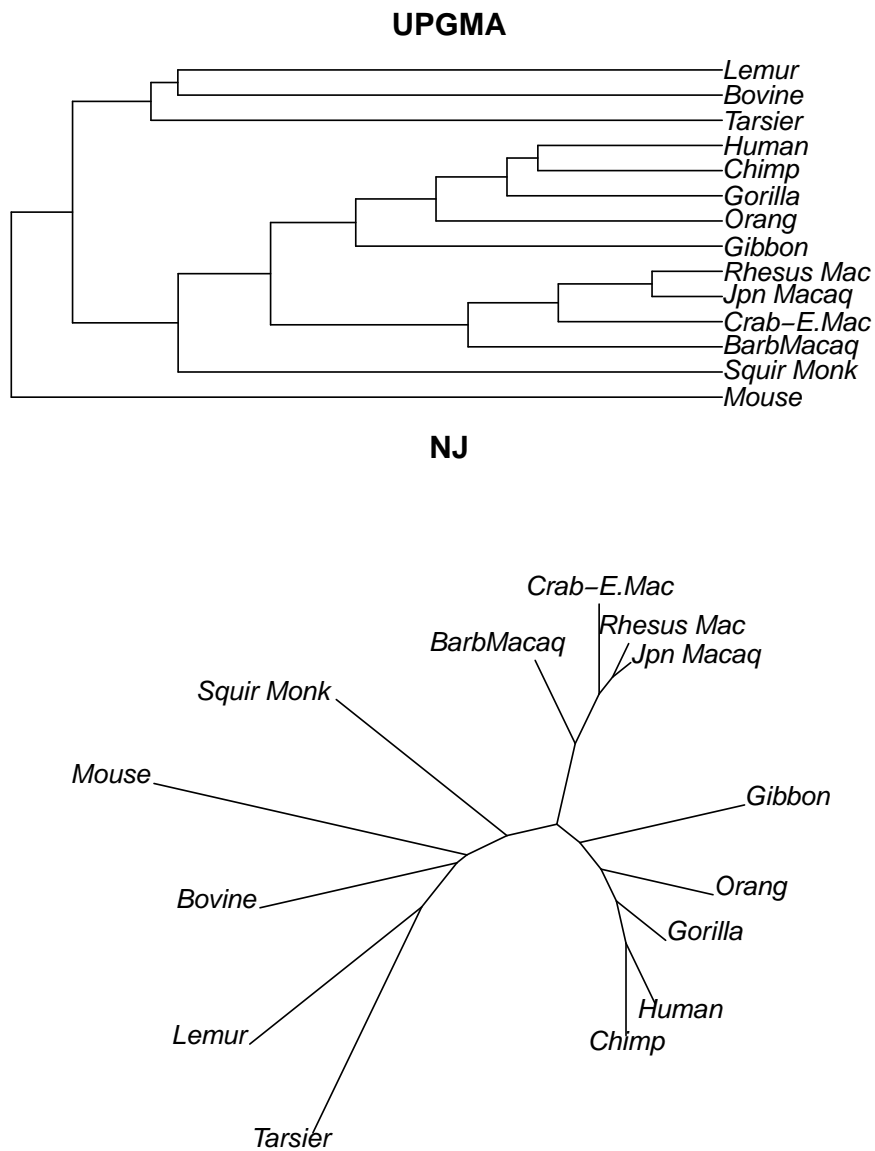 UPGMA
Lemur
Bovine
Tarsier
Human
Chimp
Gorilla
Orang
Gibbon
Rhesus Mac
Jpn Macaq
Crab−E.Mac
BarbMacaq
Squir Monk
Mouse
NJ
Crab−E.Mac
Rhesus Mac
BarbMacaq
Jpn Macaq
Squir Monk
Mouse
Gibbon
Orang
Bovine
Gorilla
Human
Lemur
Chimp
Tarsier